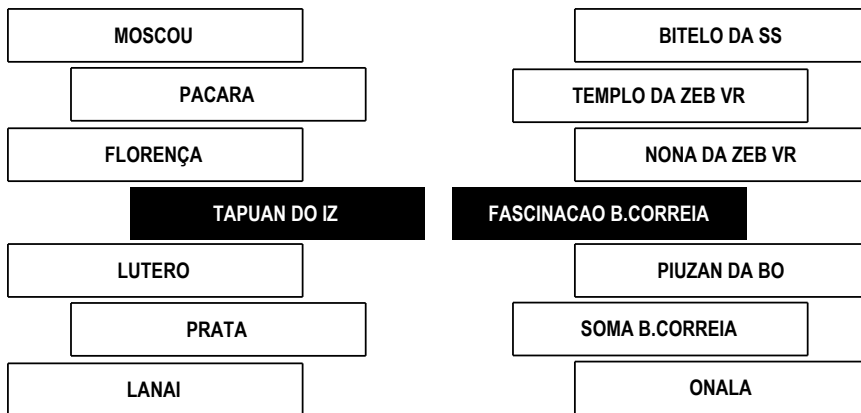 MOSCOU
BITELO DA SS
PACARA
TEMPLO DA ZEB VR
FLORENÇA
NONA DA ZEB VR
TAPUAN DO IZ
FASCINACAO B.CORREIA
LUTERO
PIUZAN DA BO
PRATA
SOMA B.CORREIA
LANAI
ONALA